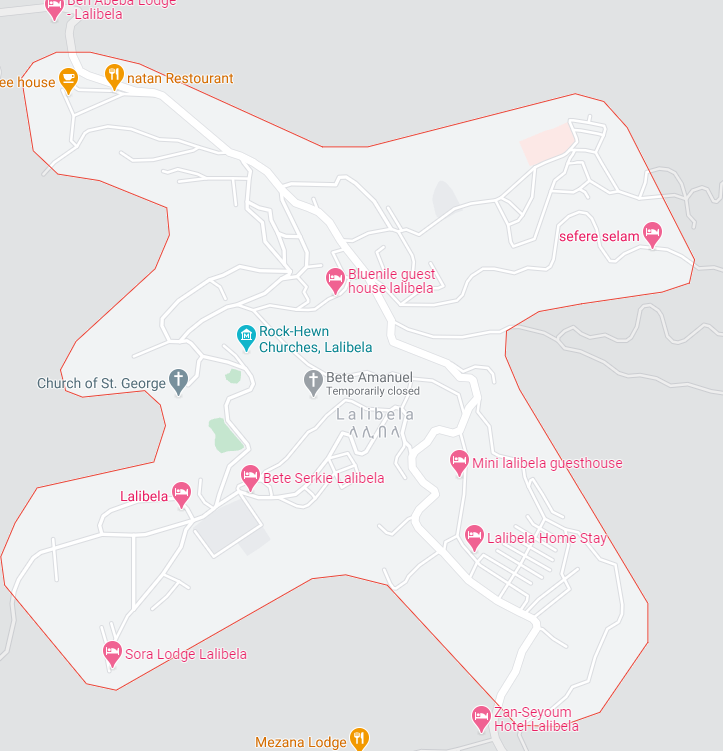 Ben Abeba Lodge
- Lalibela
ee house
natan Restourant
sefere selam
Bluenile guest
house lalibela
Rock-Hewn
Churches, Lalibela
Church of St. George
Bete Amanuel
Temporarily closed
Lalibela
ላሊበላ
Mini lalibela guesthouse
Bete Serkie Lalibela
Lalibela
Lalibela Home Stay
Sora Lodge Lalibela
Zan-Seyoum
Hotel-Lalibela
Mezana Lodge